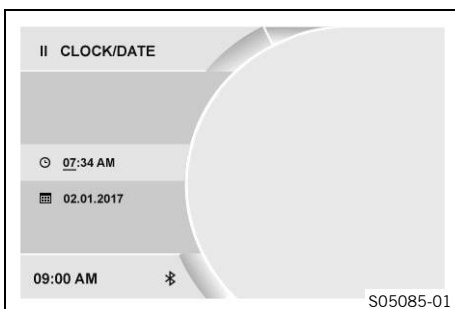 II CLOCK/DATE
07:34 AM
02.01.2017
09:00 AM
S05085-01